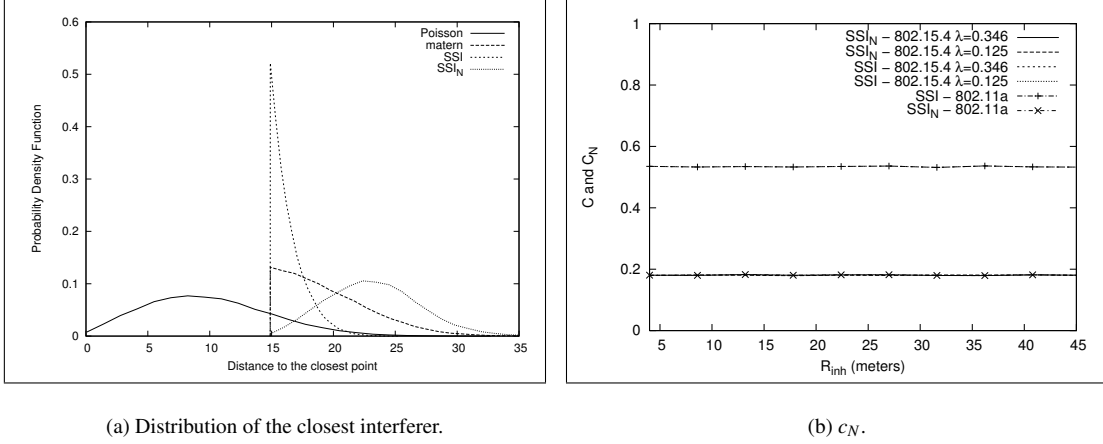 0.6
0.5
0.4
0.3
0.2
0.1
0
0 5 10 15 20 25 30 35
Probability Density Function
Distance to the closest point
Poisson
matern
SSI
SSI_N
(a) Distribution of the closest interferer.
1
0.8
0.6
0.4
0.2
0
5 10 15 20 25 30 35 40 45
C and C_N
R_inh (meters)
SSI_N – 802.15.4 λ=0.346
SSI_N – 802.15.4 λ=0.125
SSI – 802.15.4 λ=0.346
SSI – 802.15.4 λ=0.125
SSI – 802.11a
SSI_N – 802.11a
(b) c_N.